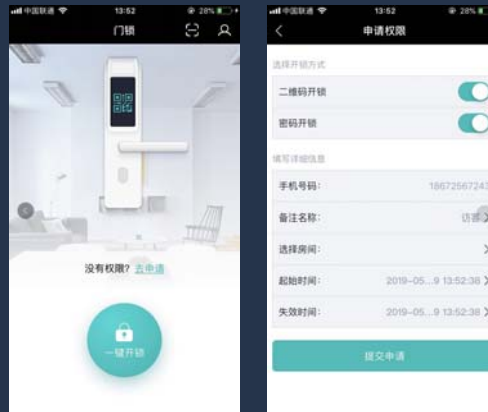 中国联通 13:52 28%
门锁
没有权限? 去申请
一键开锁
中国联通 13:52 28%
申请权限
选择开锁方式
二维码开锁
密码开锁
填写详细信息
手机号码: 1867256724
备注名称: 访客
选择房间:
起始时间: 2019-05...9 13:52:38
失效时间: 2019-05...9 13:52:38
提交申请